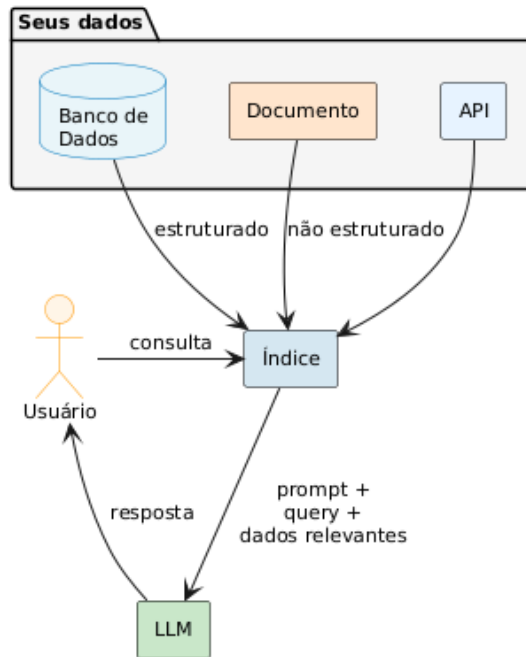 Seus dados
Banco de
Dados
Documento
API
estruturado
não estruturado
consulta
Índice
Usuário
resposta
prompt +
query +
dados relevantes
LLM